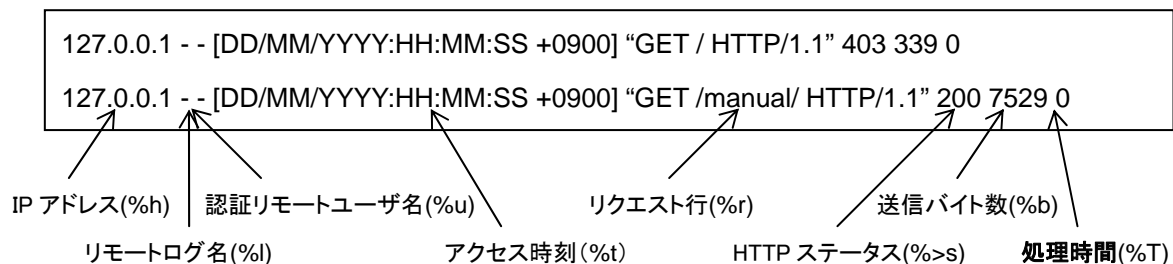 127.0.0.1 - - [DD/MM/YYYY:HH:MM:SS +0900] “GET / HTTP/1.1” 403 339 0
127.0.0.1 - - [DD/MM/YYYY:HH:MM:SS +0900] “GET /manual/ HTTP/1.1” 200 7529 0
IP アドレス(%h) 認証リモートユーザ名(%u) リクエスト行(%r) 送信バイト数(%b)
リモートログ名(%l) アクセス時刻(%t) HTTP ステータス(%>s) 処理時間(%T)